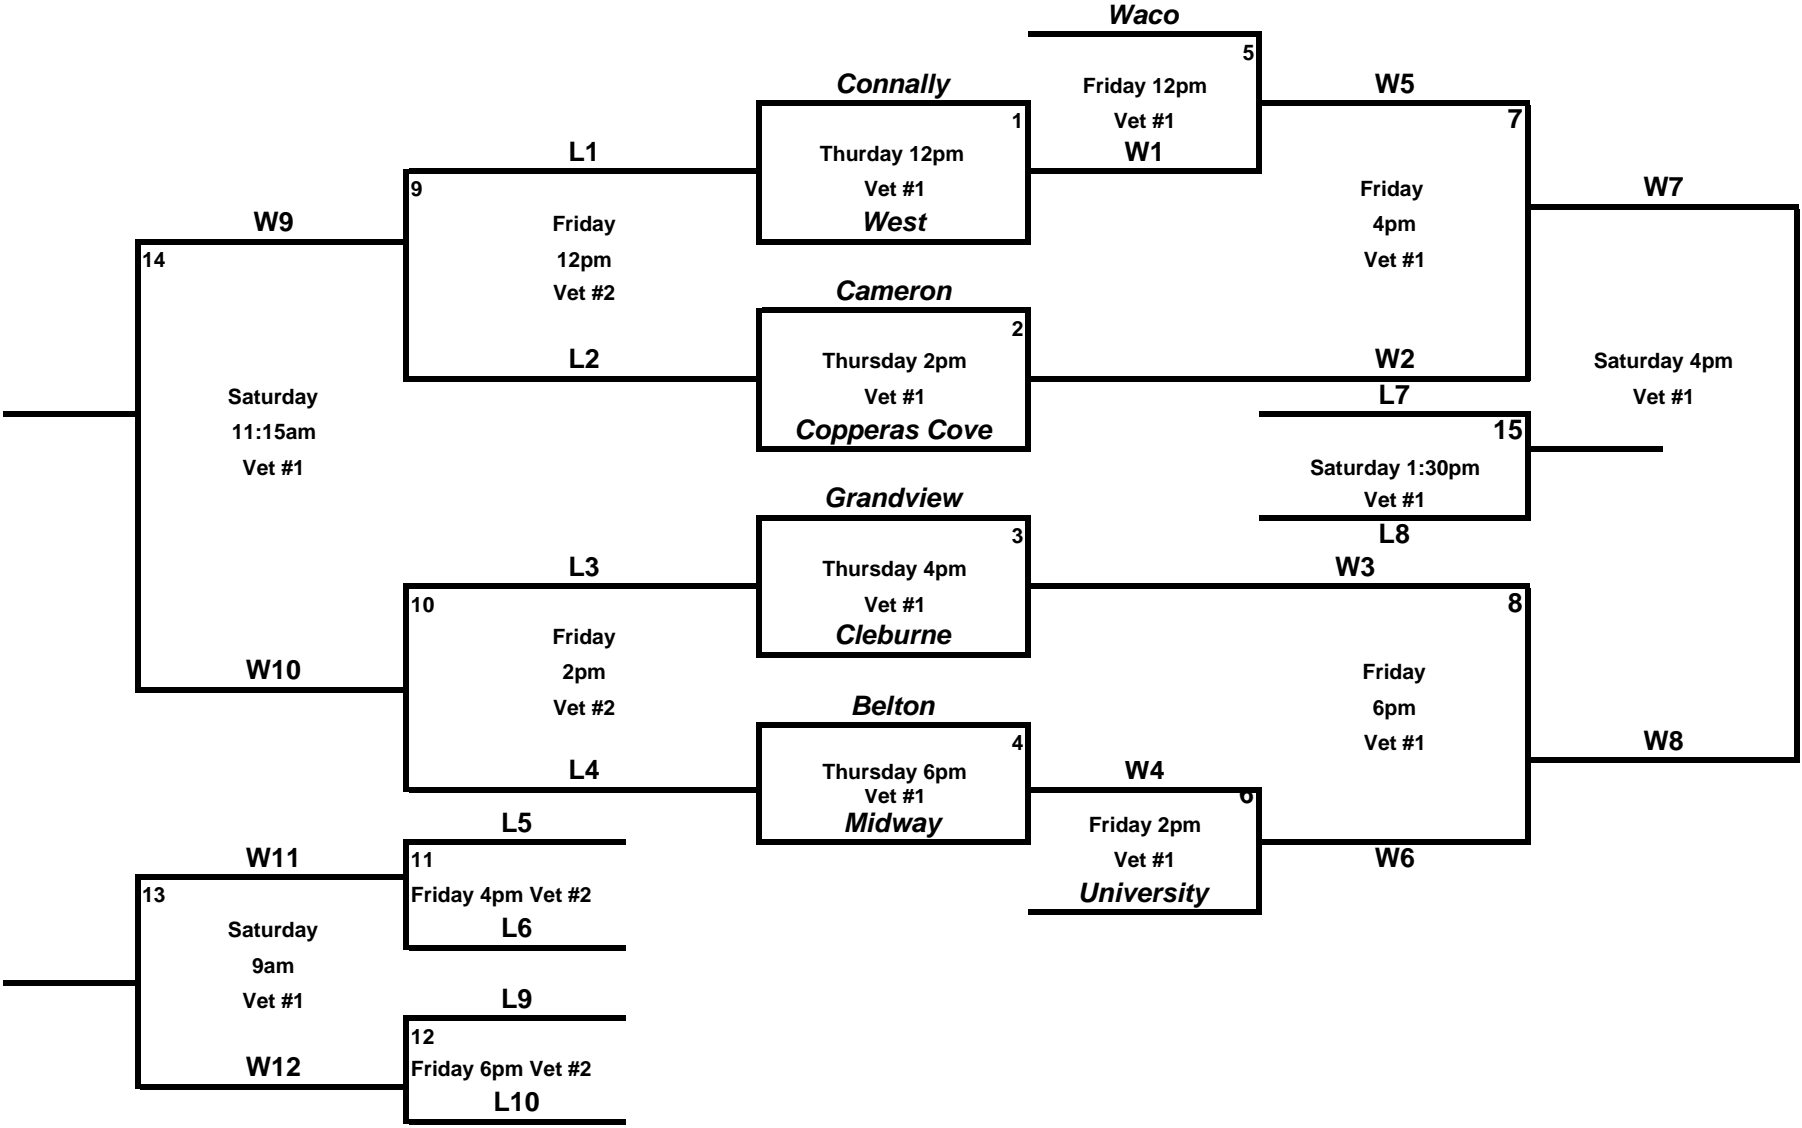 Waco
5
Connally
Friday 12pm
W5
1
Vet #1
7
L1
Thurday 12pm
W1
9
Vet #1
Friday
W7
W9
Friday
West
4pm
14
12pm
Vet #1
Vet #2
Cameron
2
L2
Thursday 2pm
W2
Saturday 4pm
Saturday
Vet #1
L7
Vet #1
11:15am
Copperas Cove
15
Vet #1
Saturday 1:30pm
Grandview
Vet #1
3
L8
L3
Thursday 4pm
W3
10
Vet #1
8
Friday
Cleburne
W10
2pm
Friday
Vet #2
Belton
6pm
4
Vet #1
W8
L4
Thursday 6pm
W4
Vet #1
6
L5
Midway
Friday 2pm
W11
11
Vet #1
W6
13
Friday 4pm Vet #2
University
Saturday
L6
9am
Vet #1
L9
12
W12
Friday 6pm Vet #2
L10